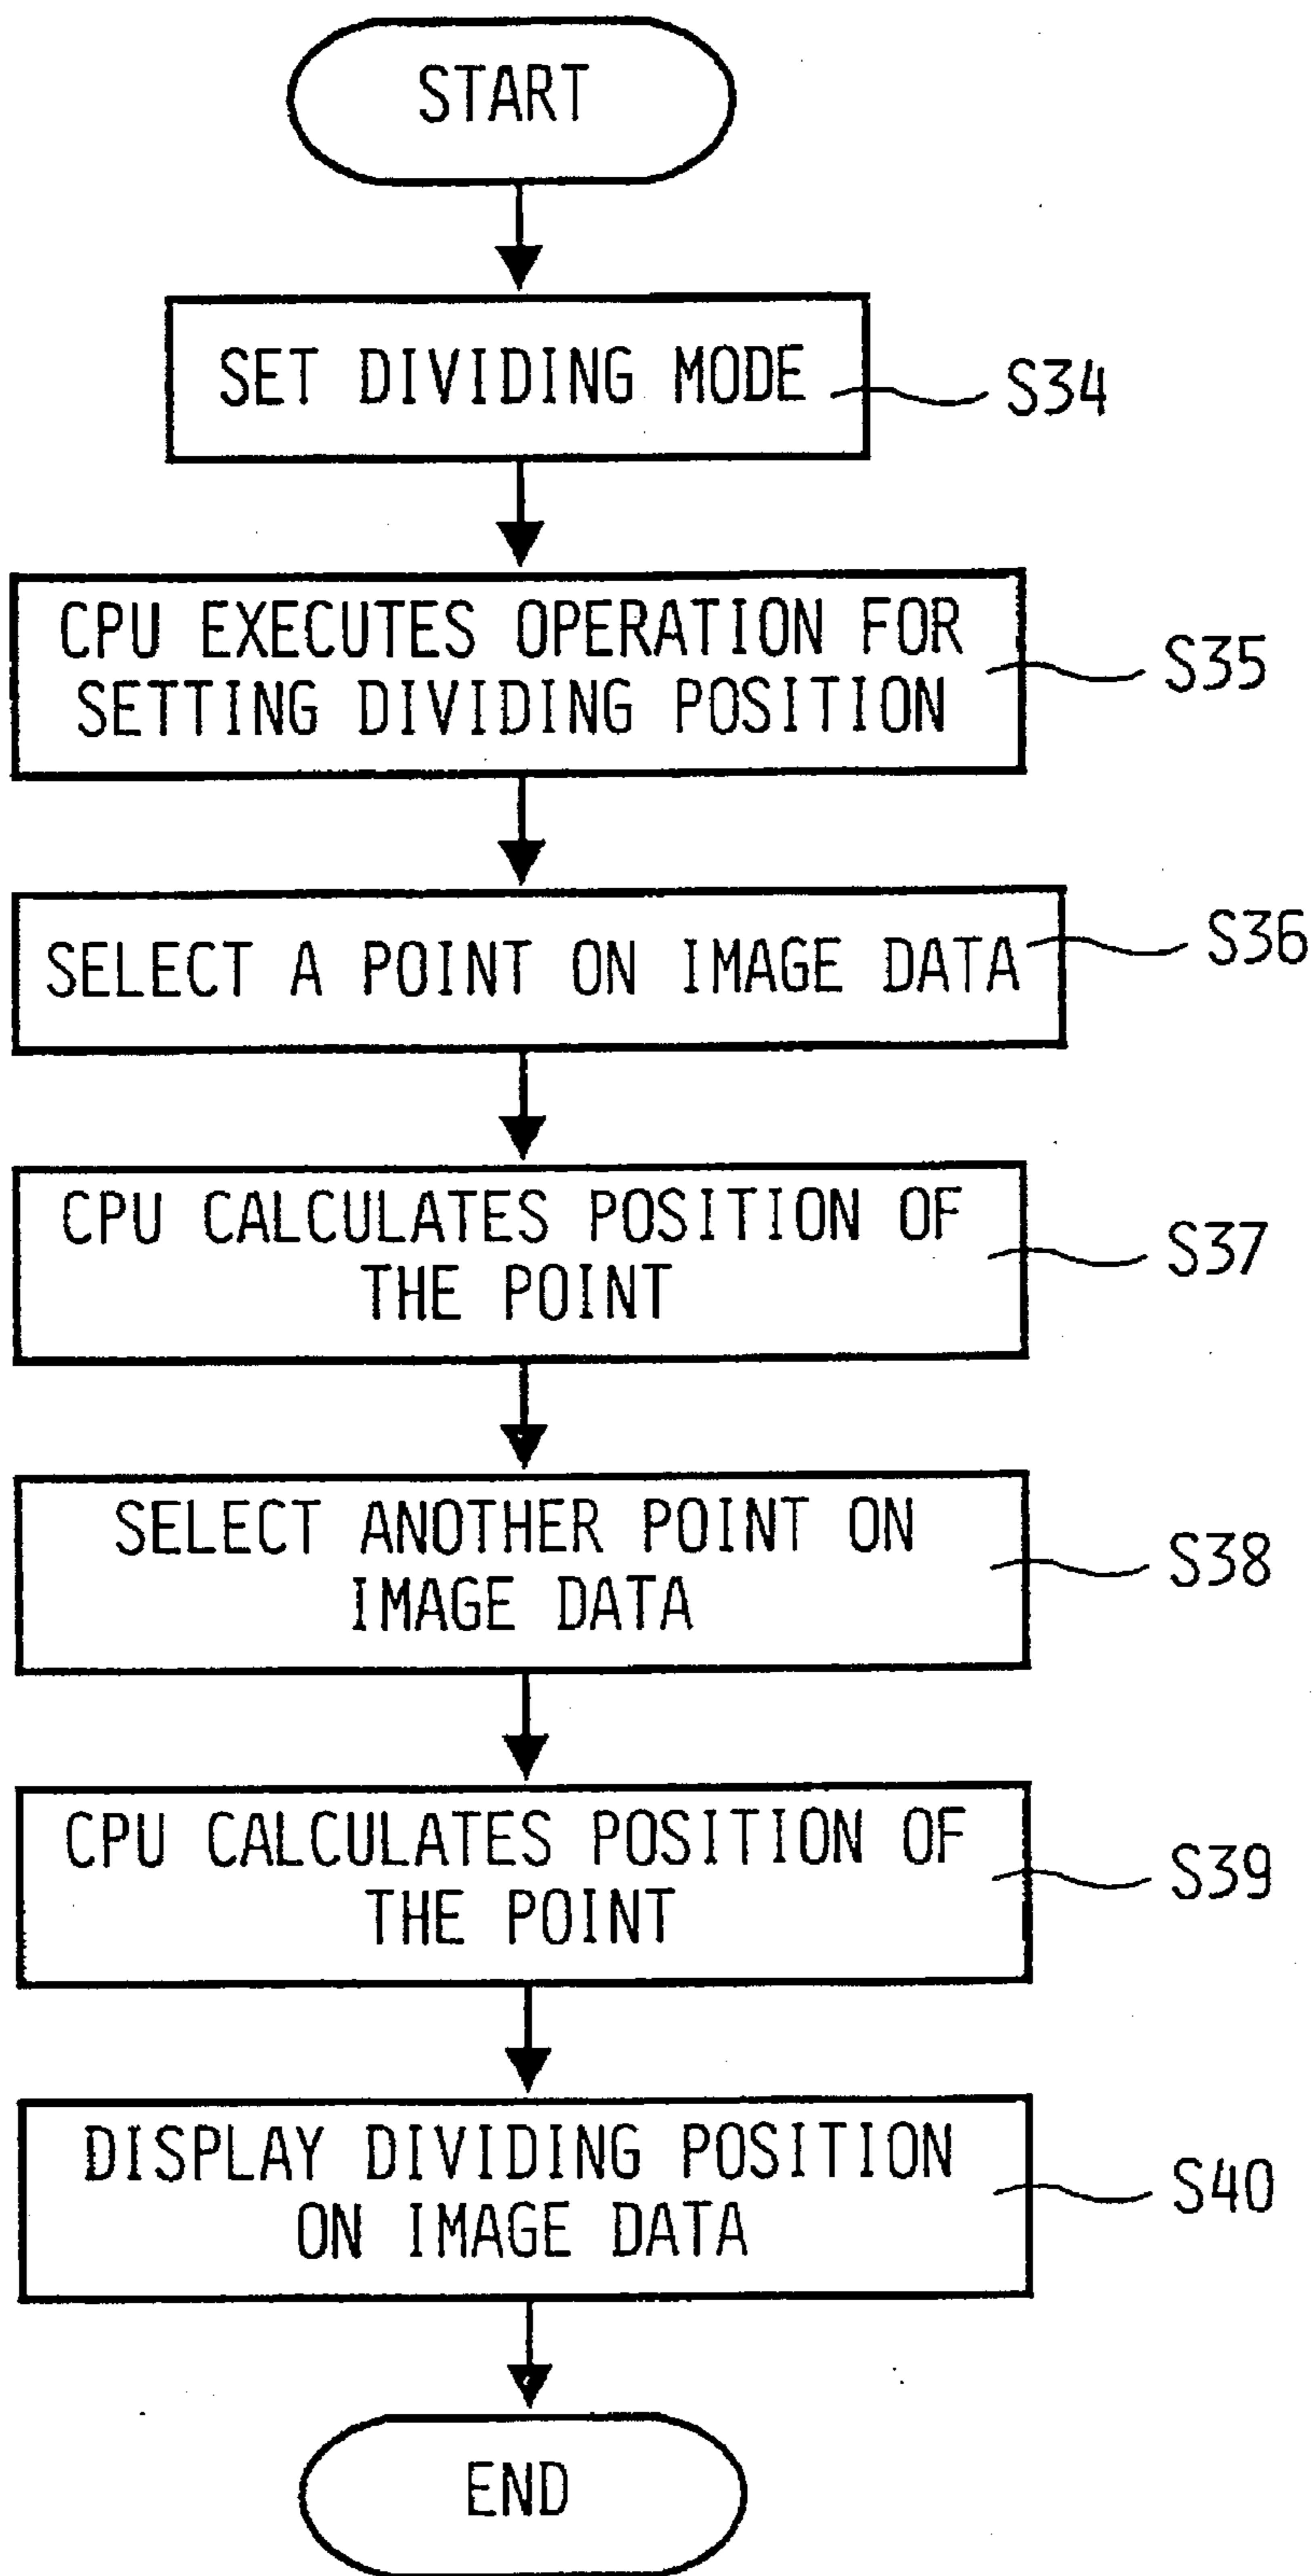 START
SET DIVIDING MODE
S34
CPU EXECUTES OPERATION FOR
SETTING DIVIDING POSITION
S35
SELECT A POINT ON IMAGE DATA
S36
CPU CALCULATES POSITION OF
THE POINT
S37
SELECT ANOTHER POINT ON
IMAGE DATA
S38
CPU CALCULATES POSITION OF
THE POINT
S39
DISPLAY DIVIDING POSITION
ON IMAGE DATA
S40
END